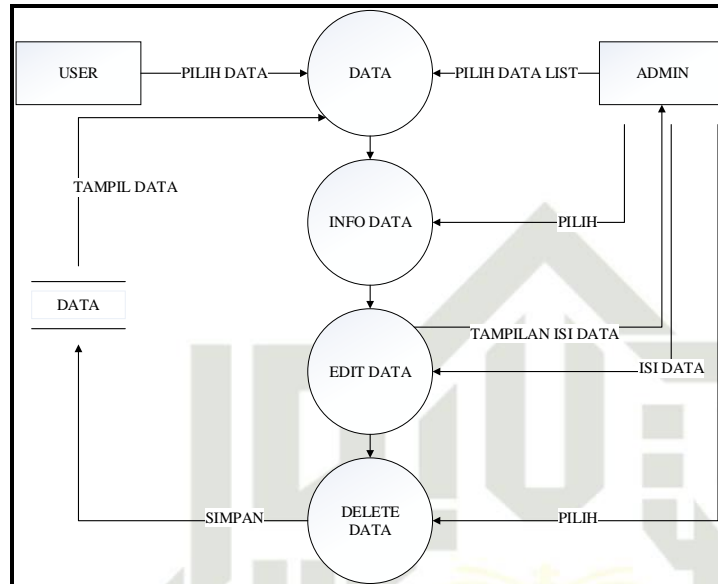 USER
PILIH DATA
DATA
PILIH DATA LIST
ADMIN
TAMPIL DATA
INFO DATA
PILIH
DATA
TAMPILAN ISI DATA
EDIT DATA
ISI DATA
SIMPAN
DELETE
DATA
PILIH